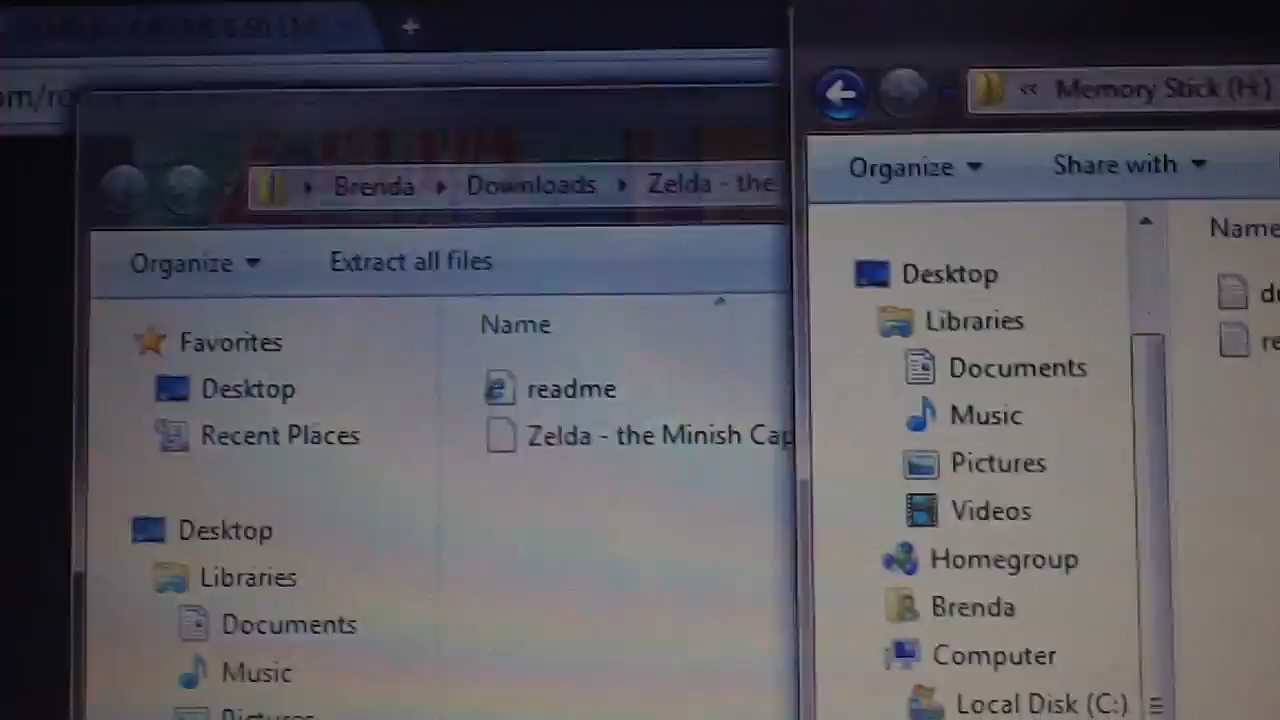 Brenda Downloads Zelda - the
Organize Extract all files
Favorites
Desktop
Recent Places
Desktop
Libraries
Documents
Music
Pictures
Name
readme
Zelda - the Minish Cap
« Memory Stick (H:)
Organize Share with
Desktop
Libraries
Documents
Music
Pictures
Videos
Homegroup
Brenda
Computer
Local Disk (C:)
Name